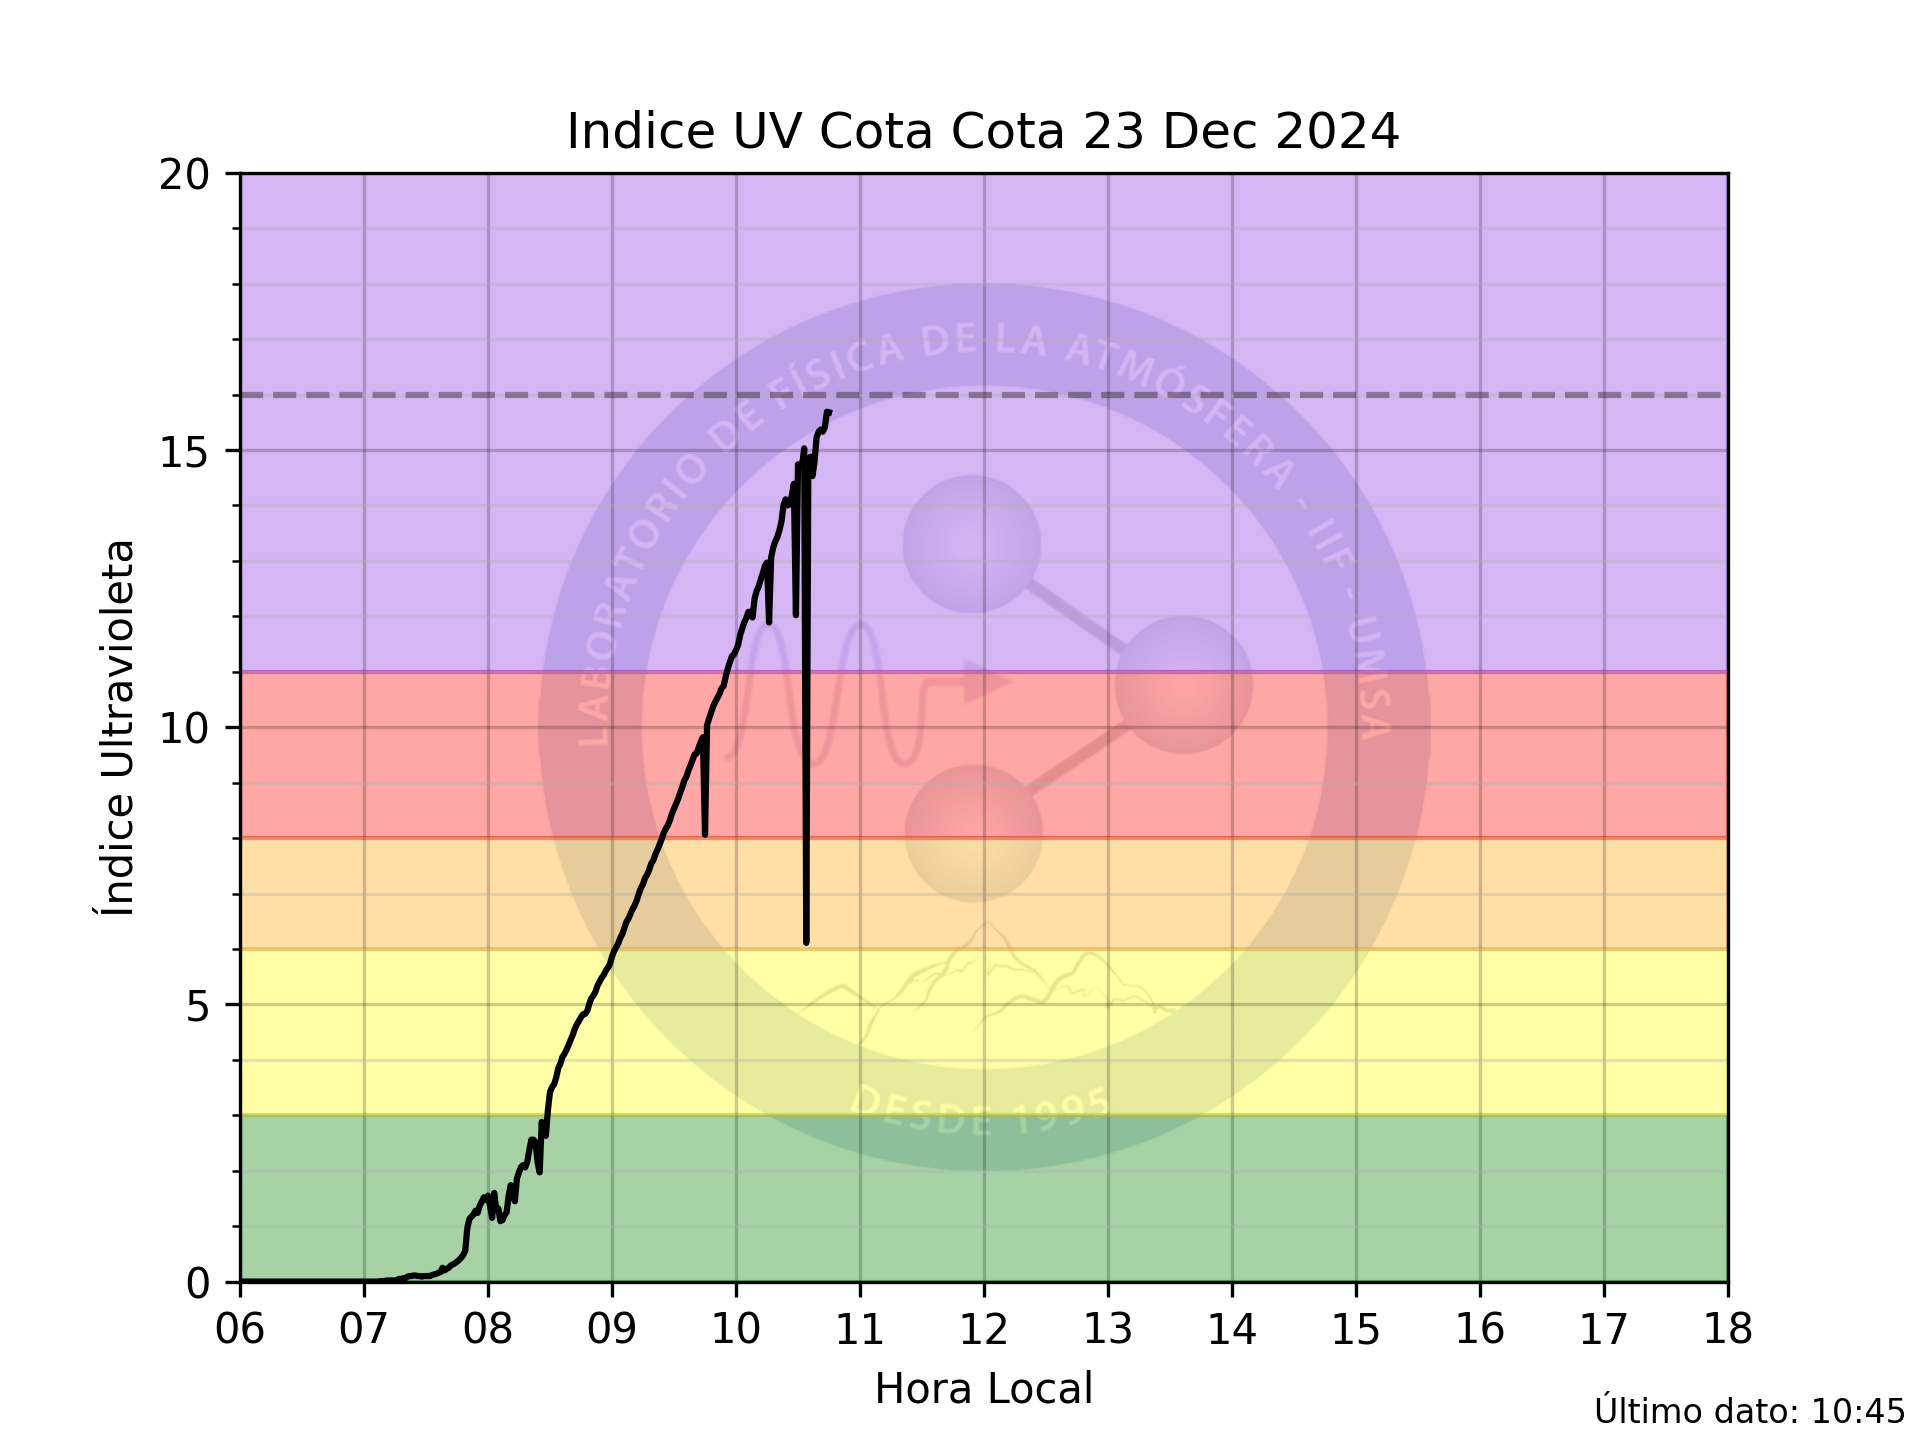 Indice UV Cota Cota 23 Dec 2024
20
15
10
5
0
Índice Ultravioleta
LABORATORIO DE FÍSICA DE LA ATMÓSFERA - IIF - UMSA
DESDE 1995
06 07 08 09 10 11 12 13 14 15 16 17 18
Hora Local
Último dato: 10:45